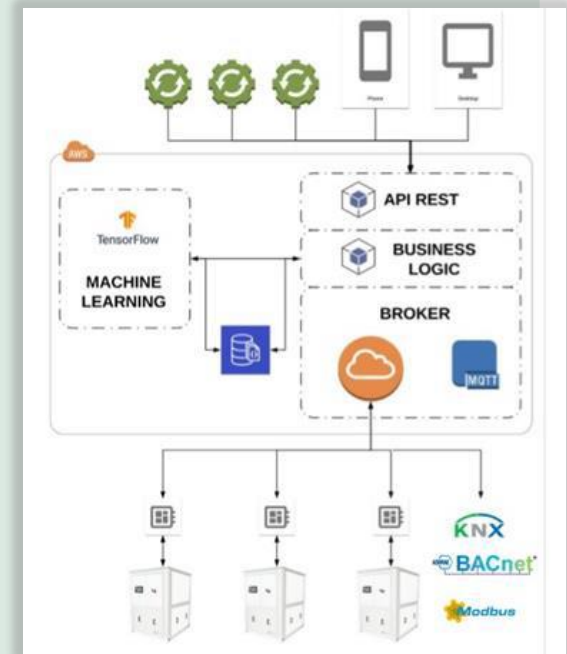 Phone
Desktop
AWS
API REST
TensorFlow
BUSINESS
LOGIC
MACHINE
LEARNING
BROKER
MQTT
KNX
BACnet
Modbus